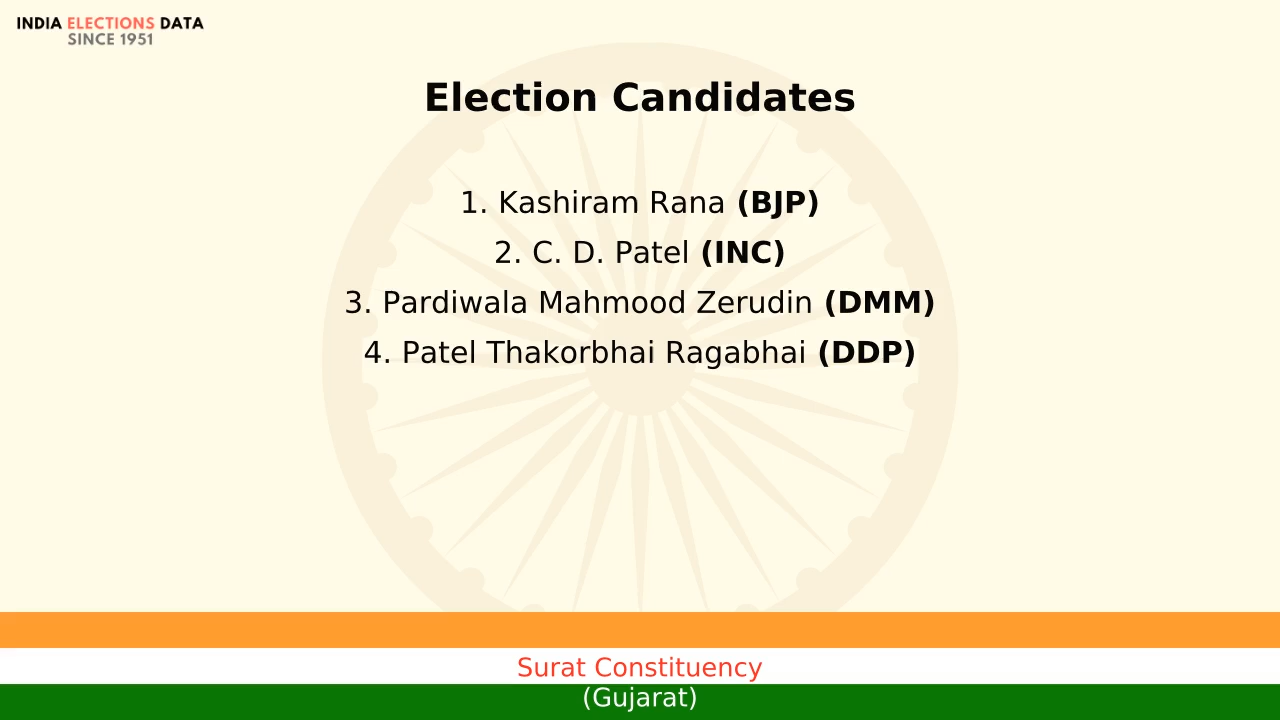 INDIA ELECTIONS DATA
SINCE 1951
Election Candidates
1. Kashiram Rana (BJP)
2. C. D. Patel (INC)
3. Pardiwala Mahmood Zerudin (DMM)
4. Patel Thakorbhai Ragabhai (DDP)
Surat Constituency
(Gujarat)